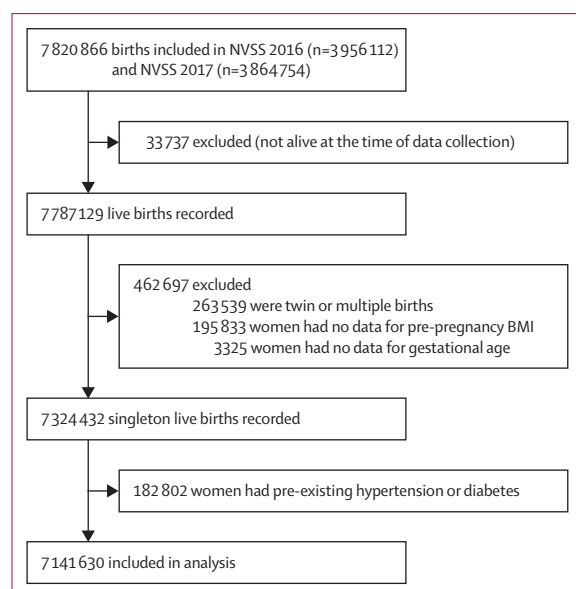 7 820 866 births included in NVSS 2016 (n=3 956 112)
and NVSS 2017 (n=3 864 754)
33 737 excluded (not alive at the time of data collection)
7 787 129 live births recorded
462 697 excluded
263 539 were twin or multiple births
195 833 women had no data for pre-pregnancy BMI
3325 women had no data for gestational age
7 324 432 singleton live births recorded
182 802 women had pre-existing hypertension or diabetes
7 141 630 included in analysis